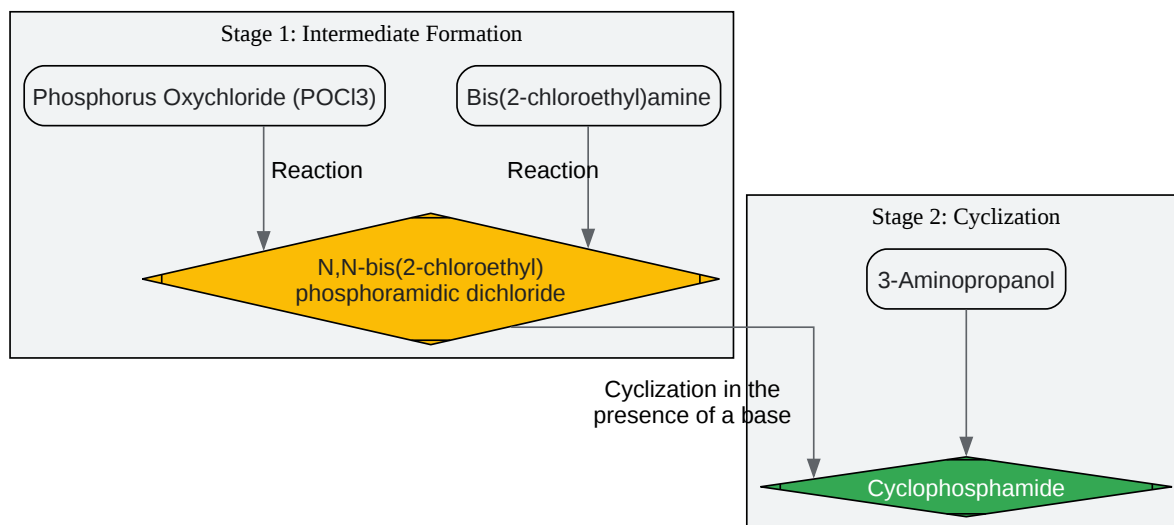 Stage 1: Intermediate Formation
Phosphorus Oxychloride (POCl3)
Bis(2-chloroethyl)amine
Reaction
Reaction
N,N-bis(2-chloroethyl)
phosphoramidic dichloride
Stage 2: Cyclization
3-Aminopropanol
Cyclization in the
presence of a base
Cyclophosphamide